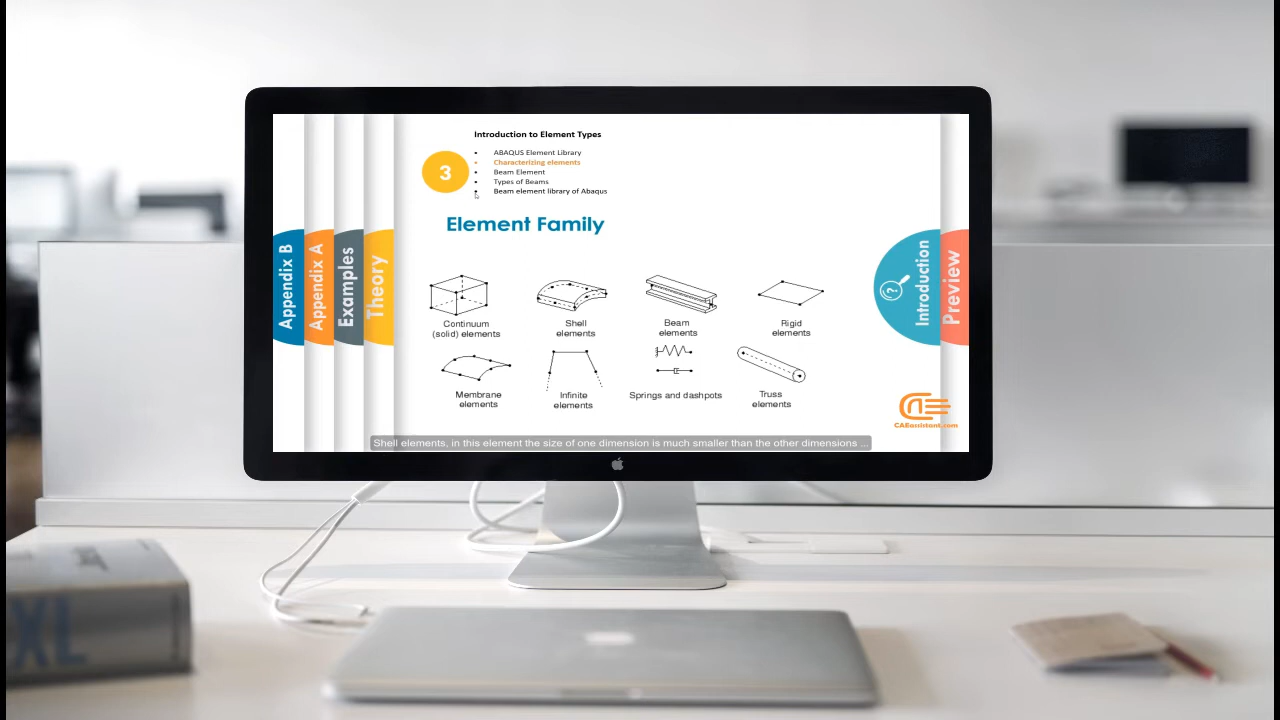 Introduction to Element Types
3
• ABAQUS Element Library
• Characterizing elements
• Beam Element
• Types of Beams
• Beam element library of Abaqus
Element Family
Appendix B
Appendix A
Examples
Theory
Introduction
Preview
Continuum
(solid) elements
Shell
elements
Beam
elements
Rigid
elements
Membrane
elements
Infinite
elements
Springs and dashpots
Truss
elements
CAEassistant.com
Shell elements, in this element the size of one dimension is much smaller than the other dimensions ...
XL